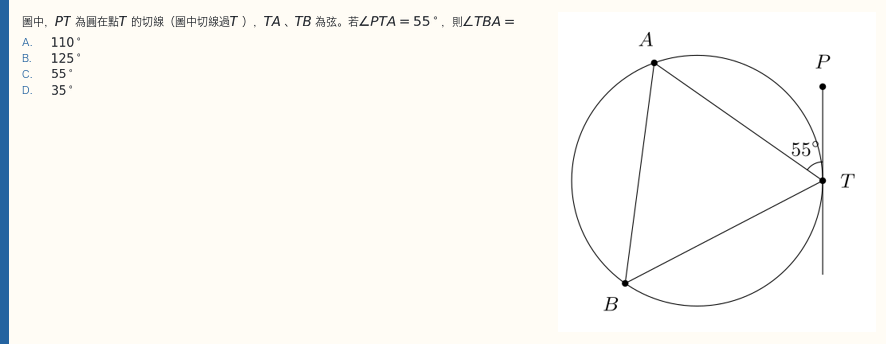 圖中，PT 為圓在點T 的切線（圖中切線過T ），TA 、TB 為弦。若∠PTA = 55°，則∠TBA =
A. 110°
B. 125°
C. 55°
D. 35°
A
P
55°
T
B